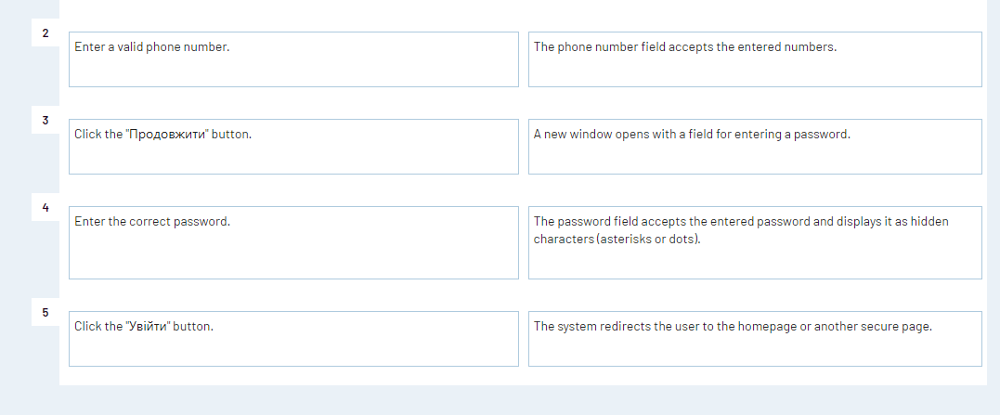 2
Enter a valid phone number.
The phone number field accepts the entered numbers.
3
Click the "Продовжити" button.
A new window opens with a field for entering a password.
4
Enter the correct password.
The password field accepts the entered password and displays it as hidden
characters (asterisks or dots).
5
Click the "Увійти" button.
The system redirects the user to the homepage or another secure page.